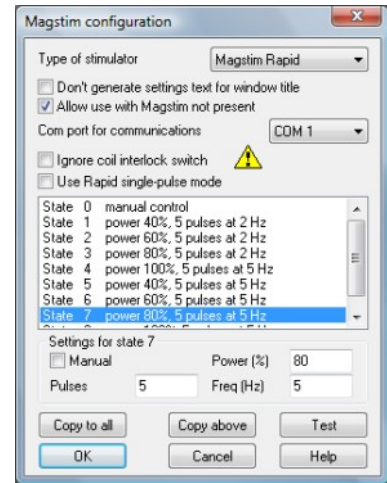 Magstim configuration
Type of stimulator Magstim Rapid
Don't generate settings text for window title
Allow use with Magstim not present
Com port for communications COM 1
Ignore coil interlock switch
Use Rapid single-pulse mode
State 0 manual control
State 1 power 40%, 5 pulses at 2 Hz
State 2 power 60%, 5 pulses at 2 Hz
State 3 power 80%, 5 pulses at 2 Hz
State 4 power 100%, 5 pulses at 5 Hz
State 5 power 40%, 5 pulses at 5 Hz
State 6 power 60%, 5 pulses at 5 Hz
State 7 power 80%, 5 pulses at 5 Hz
Settings for state 7
Manual Power (%) 80
Pulses 5 Freq (Hz) 5
Copy to all Copy above Test
OK Cancel Help